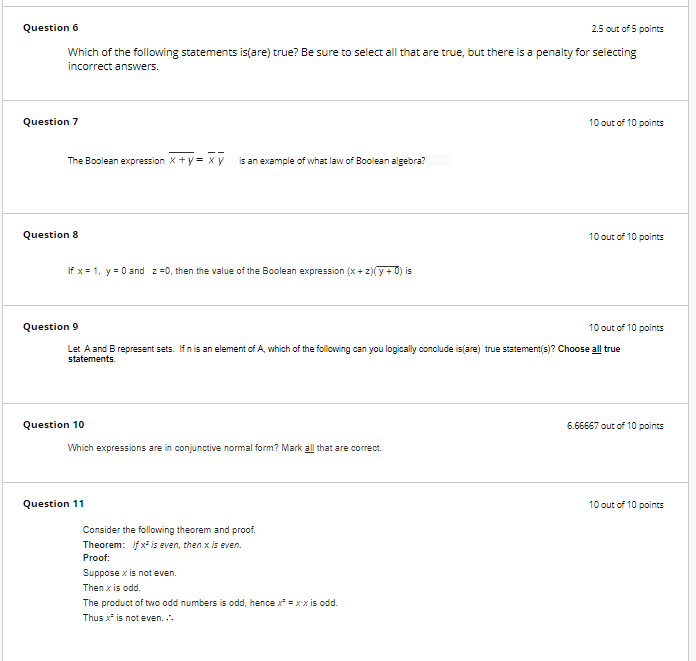 Question 6
2.5 out of 5 points
Which of the following statements is(are) true? Be sure to select all that are true, but there is a penalty for selecting
incorrect answers.
Question 7
10 out of 10 points
The Boolean expression x̅ ̅+̅ ̅y̅ = x̅ y̅ is an example of what law of Boolean algebra?
Question 8
10 out of 10 points
If x = 1, y = 0 and z =0, then the value of the Boolean expression (x + z)(y̅ ̅+̅ ̅0̅) is
Question 9
10 out of 10 points
Let A and B represent sets. If n is an element of A, which of the following can you logically conclude is(are) true statement(s)? Choose all true
statements.
Question 10
6.66667 out of 10 points
Which expressions are in conjunctive normal form? Mark all that are correct.
Question 11
10 out of 10 points
Consider the following theorem and proof.
Theorem: If x² is even, then x is even.
Proof:
Suppose x is not even.
Then x is odd.
The product of two odd numbers is odd, hence x² = x·x is odd.
Thus x² is not even. ∴